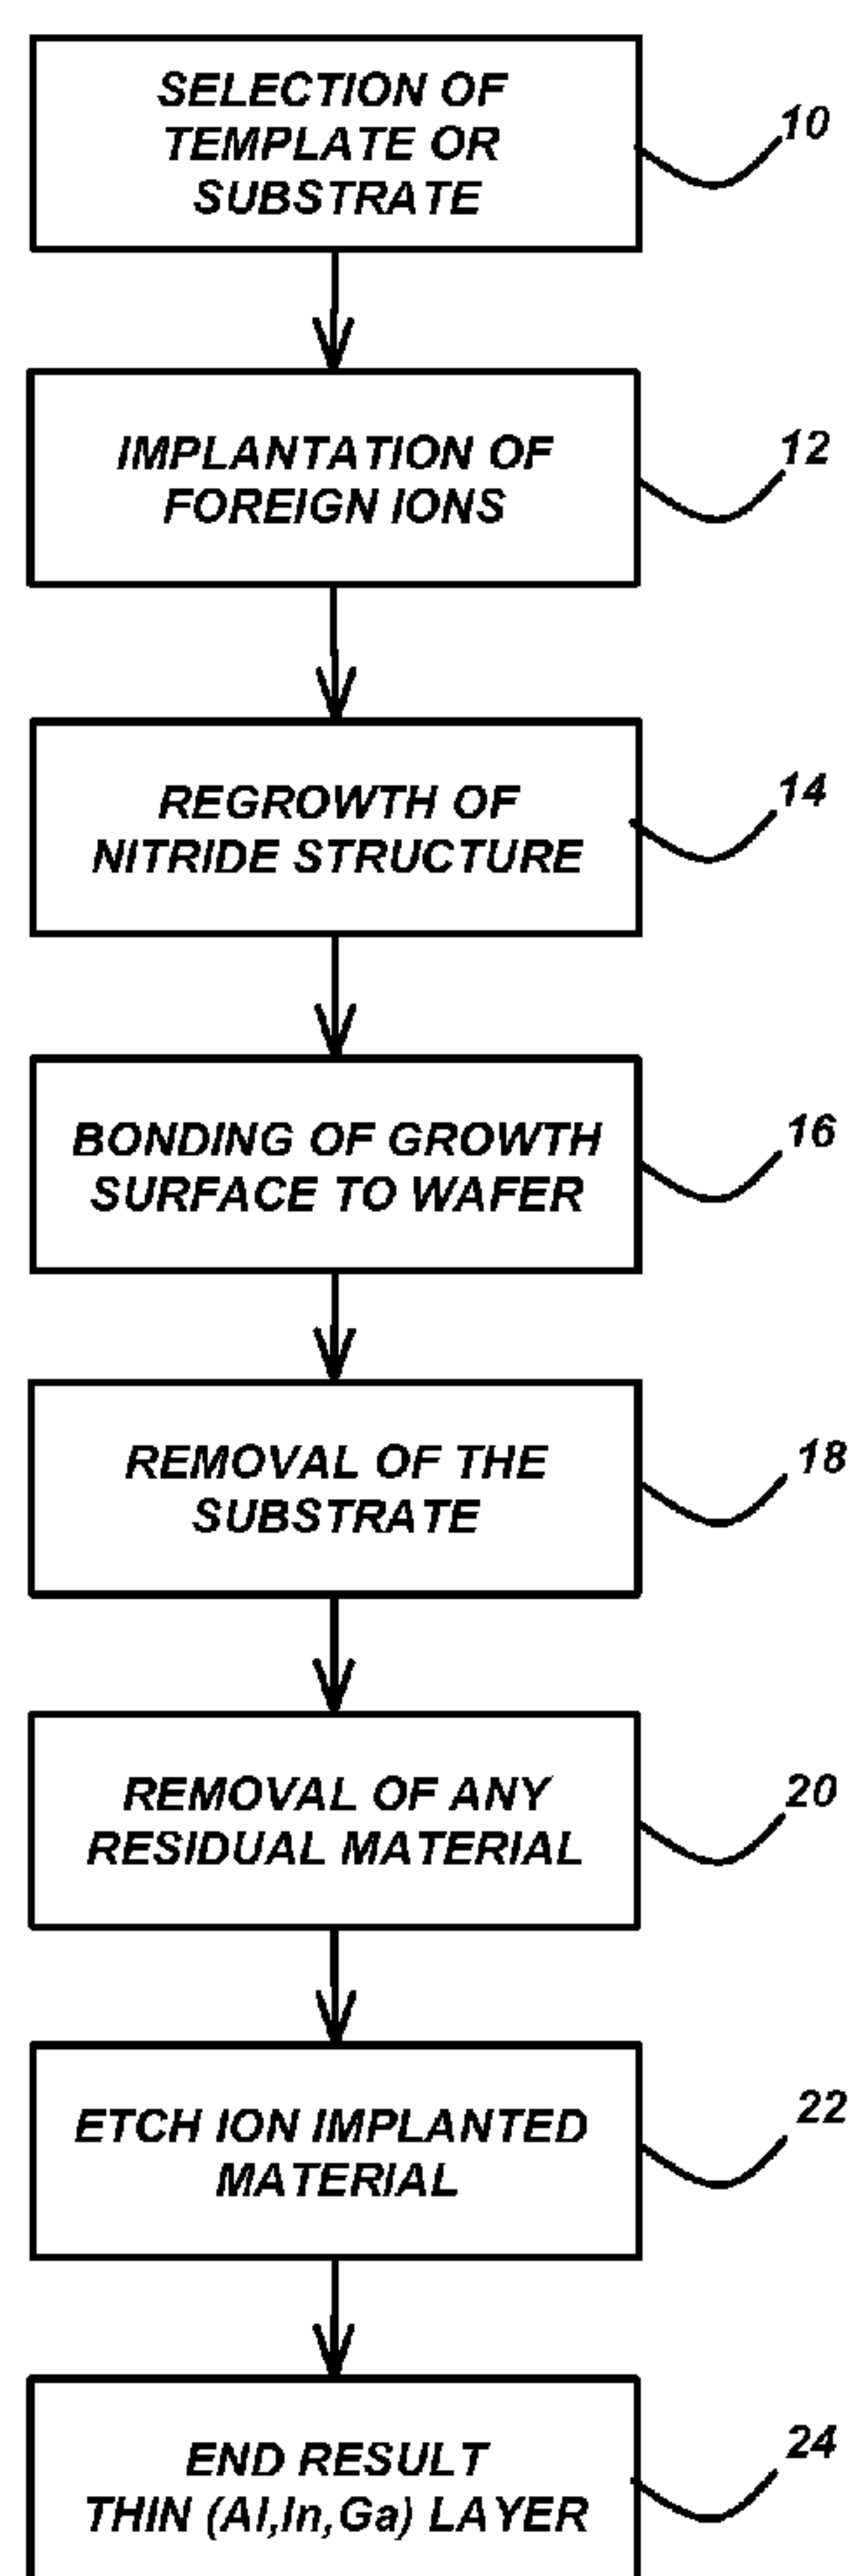 SELECTION OF
TEMPLATE OR
SUBSTRATE
10
IMPLANTATION OF
FOREIGN IONS
12
REGROWTH OF
NITRIDE STRUCTURE
14
BONDING OF GROWTH
SURFACE TO WAFER
16
REMOVAL OF THE
SUBSTRATE
18
REMOVAL OF ANY
RESIDUAL MATERIAL
20
ETCH ION IMPLANTED
MATERIAL
22
END RESULT
THIN (Al,In,Ga) LAYER
24